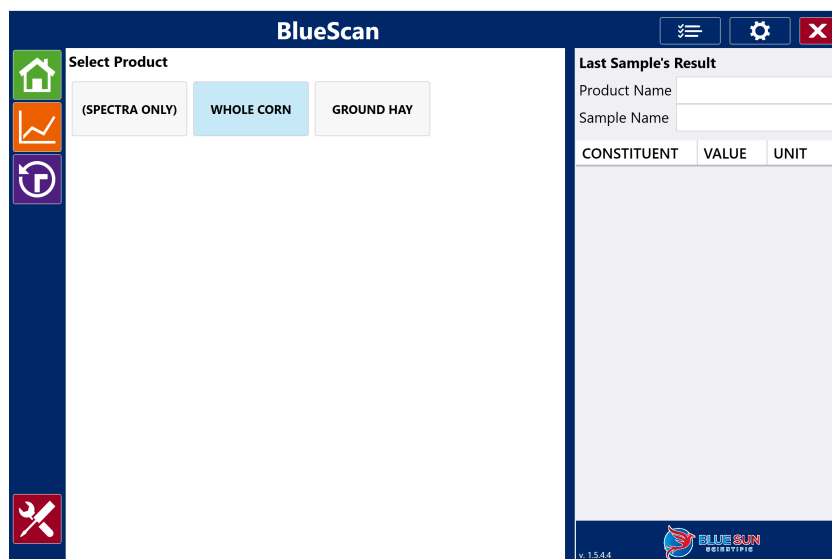 BlueScan
Select Product
(SPECTRA ONLY)
WHOLE CORN
GROUND HAY
Last Sample's Result
Product Name
Sample Name
CONSTITUENT VALUE UNIT
v. 1.5.4.4
BLUE SUN
SCIENTIFIC